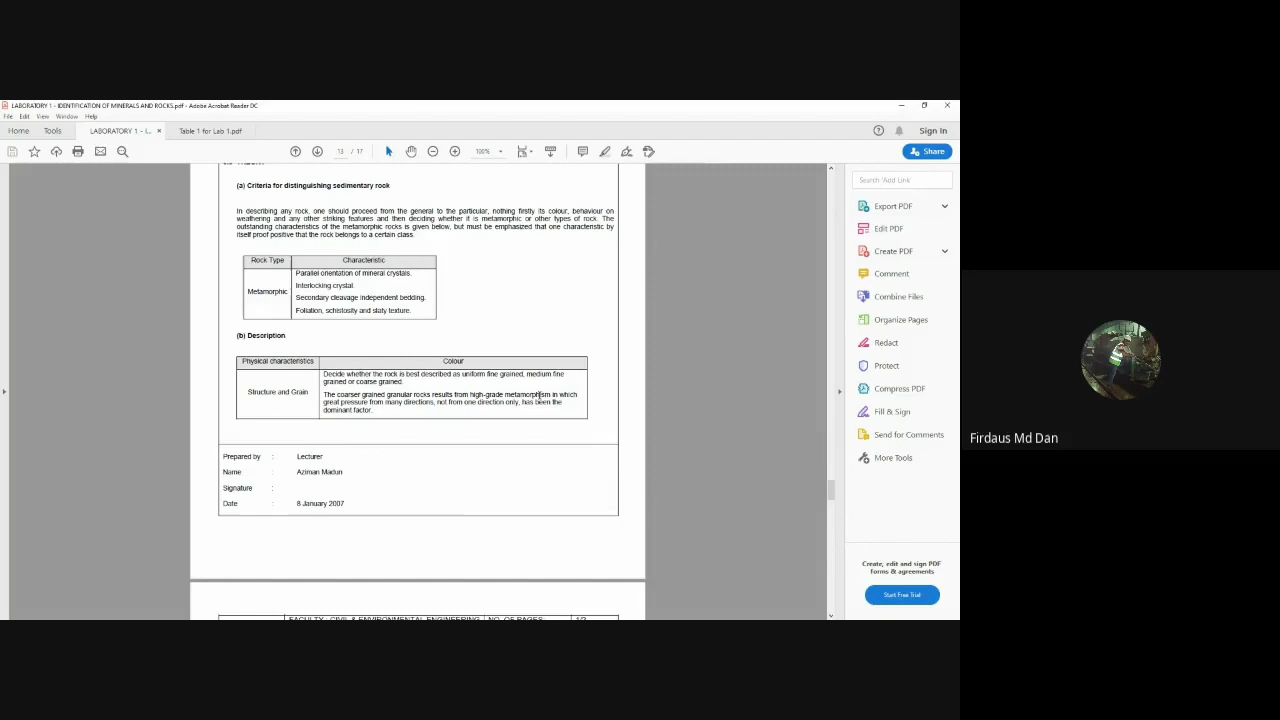 LABORATORY 1 - IDENTIFICATION OF MINERALS AND ROCKS.pdf - Adobe Acrobat Reader DC
File Edit View Window Help
Home Tools LABORATORY 1 - I... × Table 1 for Lab 1.pdf Sign In
13 / 17 100% Share
(a) Criteria for distinguishing sedimentary rock
In describing any rock, one should proceed from the general to the particular, nothing firstly its colour, behaviour on
weathering and any other striking features and then deciding whether it is metamorphic or other types of rock. The
outstanding characteristics of the metamorphic rocks is given below, but must be emphasized that one characteristic by
itself proof positive that the rock belongs to a certain class.
Rock Type Characteristic
Metamorphic
Parallel orientation of mineral crystals.
Interlocking crystal
Secondary cleavage independent bedding.
Foliation, schistosity and slaty texture.
(b) Description
Physical characteristics Colour
Structure and Grain
Decide whether the rock is best described as uniform fine grained, medium fine
grained or coarse grained.
The coarser grained granular rocks results from high-grade metamorphism in which
great pressure from many directions, not from one direction only, has been the
dominant factor.
Prepared by : Lecturer
Name : Aziman Madun
Signature :
Date : 8 January 2007
FACULTY : CIVIL & ENVIRONMENTAL ENGINEERING NO. OF PAGES 1/3
Search 'Add Link'
Export PDF
Edit PDF
Create PDF
Comment
Combine Files
Organize Pages
Redact
Protect
Compress PDF
Fill & Sign
Send for Comments
More Tools
Create, edit and sign PDF
forms & agreements
Start Free Trial
Firdaus Md Dan